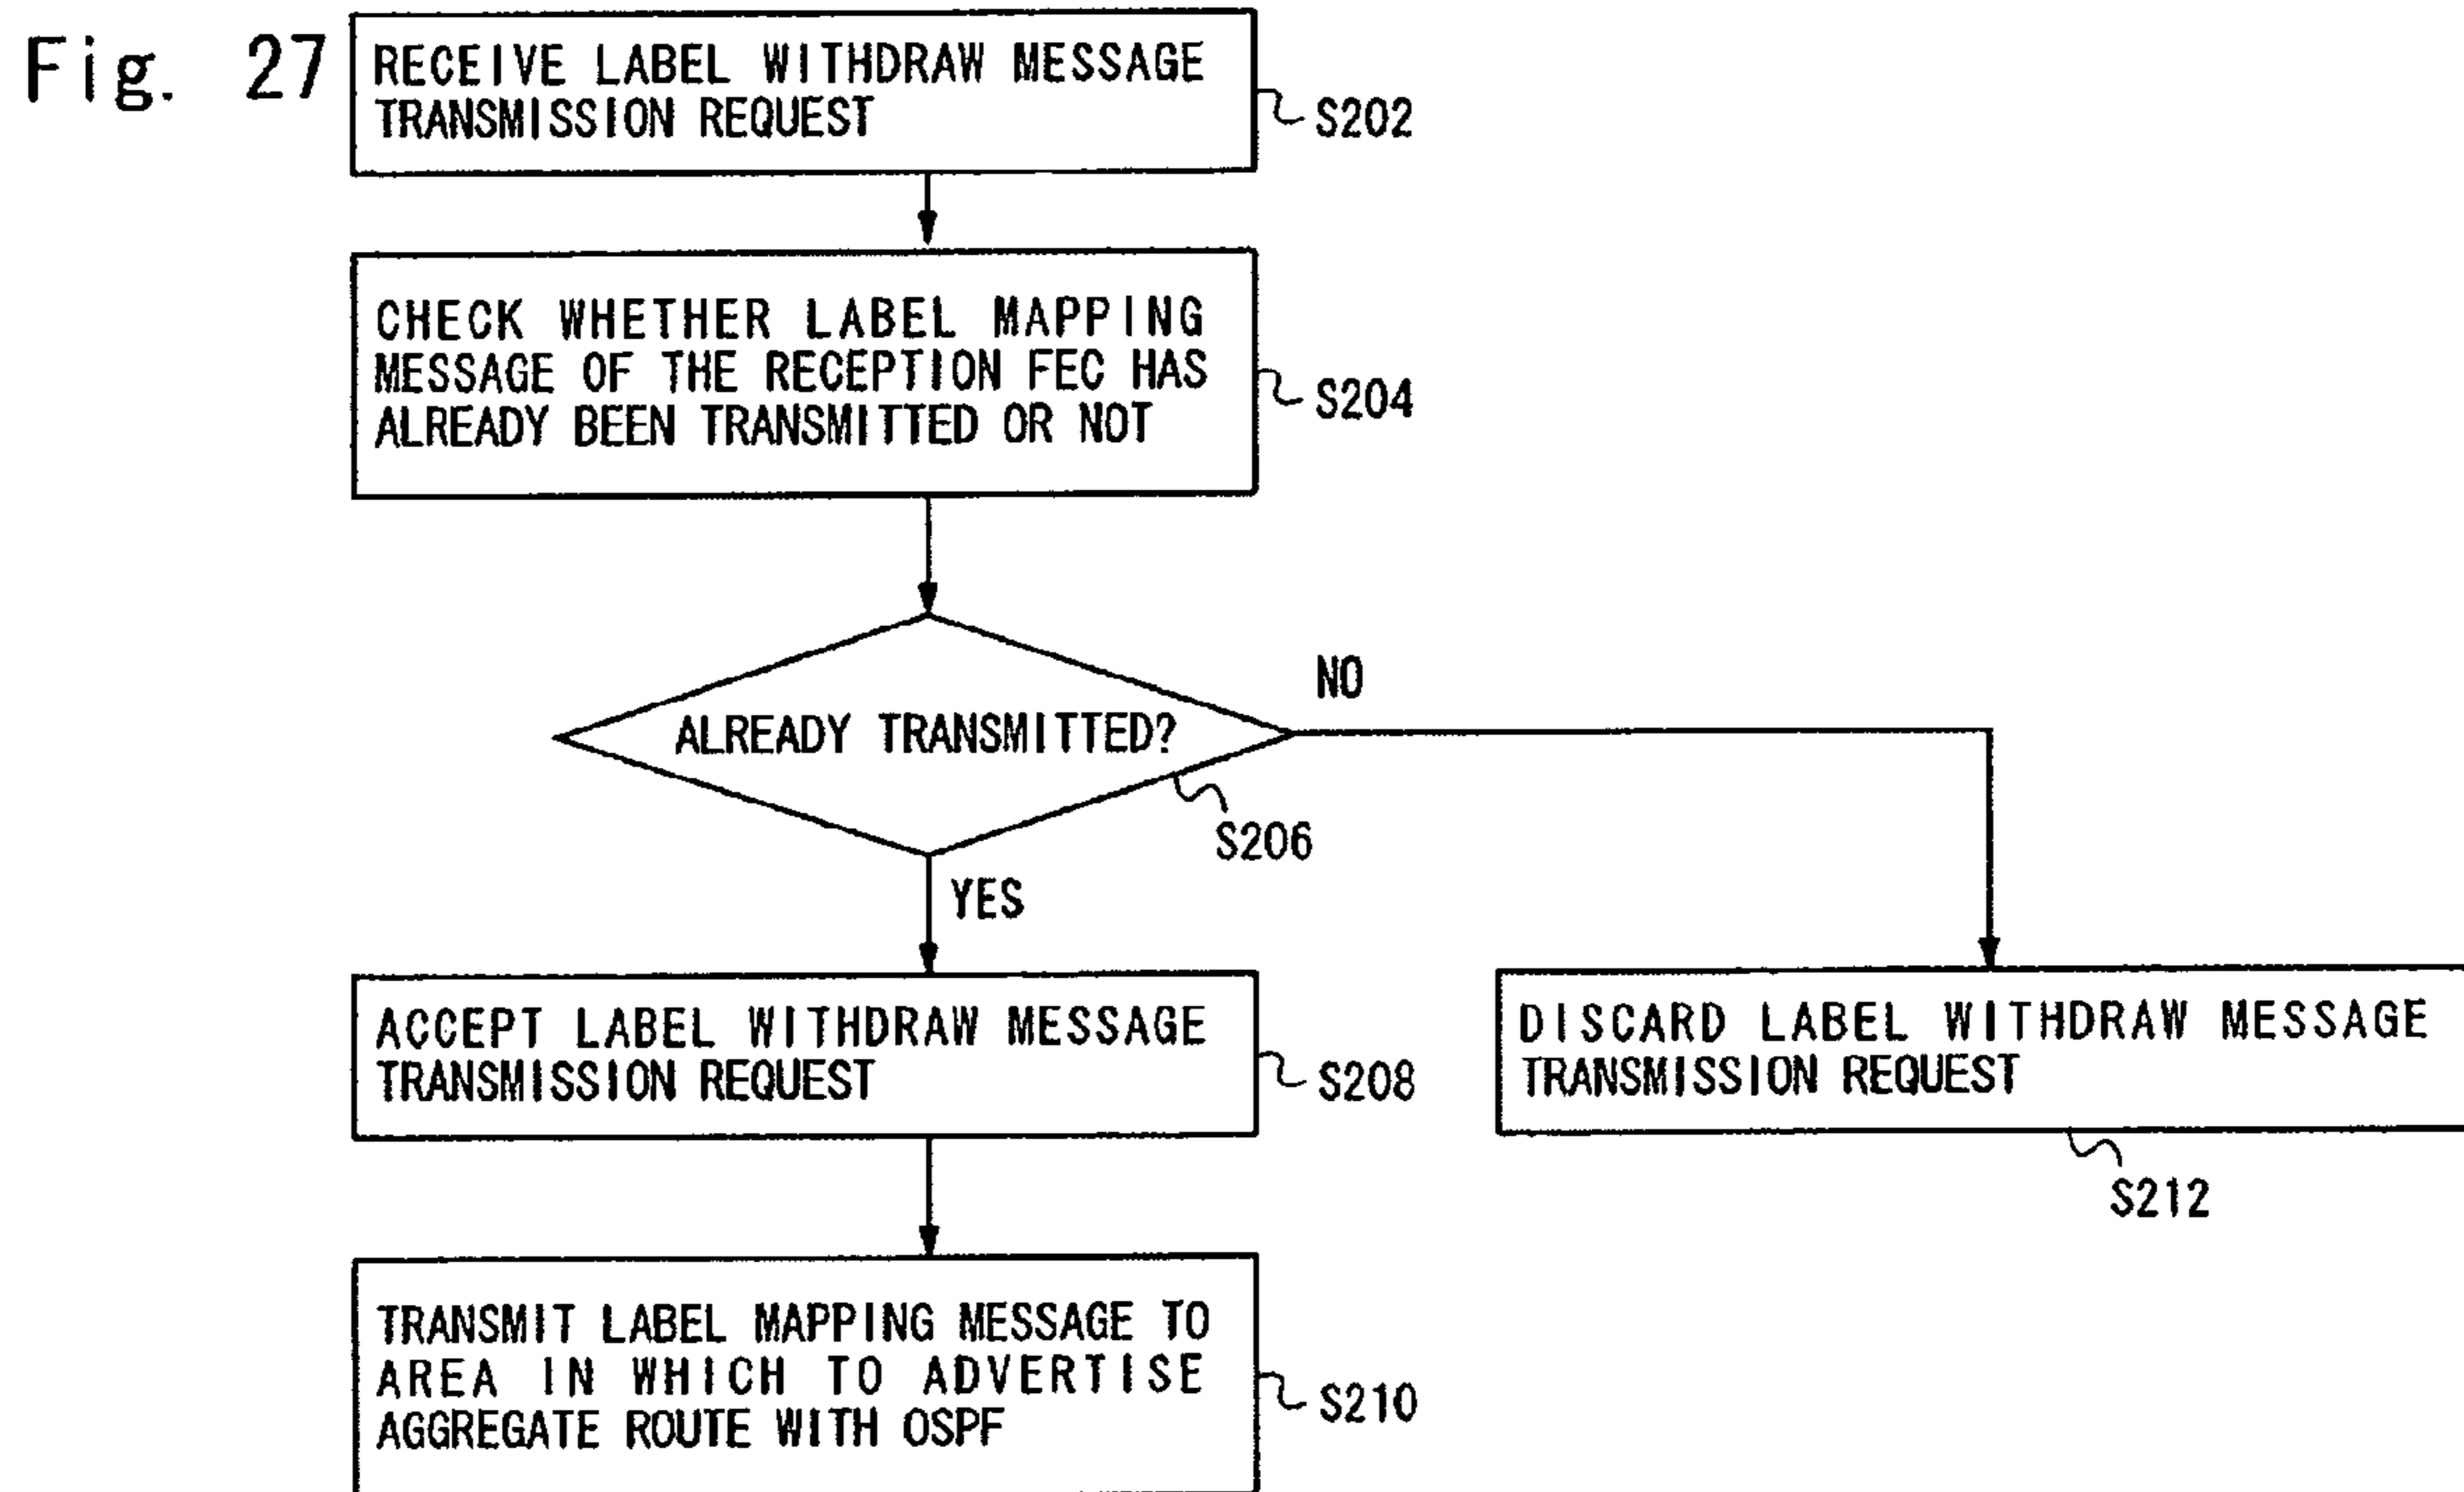 Fig. 27
RECEIVE LABEL WITHDRAW MESSAGE
TRANSMISSION REQUEST
S202
CHECK WHETHER LABEL MAPPING
MESSAGE OF THE RECEPTION FEC HAS
ALREADY BEEN TRANSMITTED OR NOT
S204
ALREADY TRANSMITTED?
NO
S206
YES
ACCEPT LABEL WITHDRAW MESSAGE
TRANSMISSION REQUEST
S208
DISCARD LABEL WITHDRAW MESSAGE
TRANSMISSION REQUEST
S212
TRANSMIT LABEL MAPPING MESSAGE TO
AREA IN WHICH TO ADVERTISE
AGGREGATE ROUTE WITH OSPF
S210